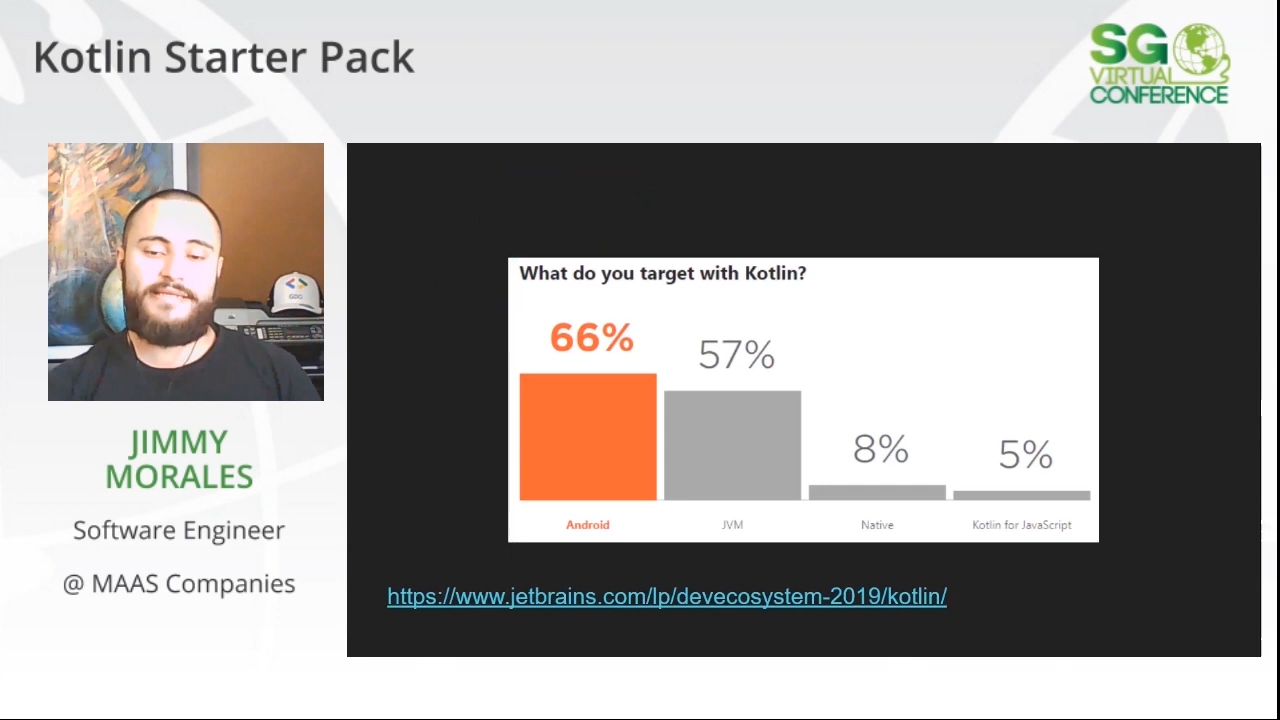 Kotlin Starter Pack
SG
VIRTUAL
CONFERENCE
GDG
JIMMY
MORALES
Software Engineer
@ MAAS Companies
What do you target with Kotlin?
66%
57%
8%
5%
Android
JVM
Native
Kotlin for JavaScript
https://www.jetbrains.com/lp/devecosystem-2019/kotlin/